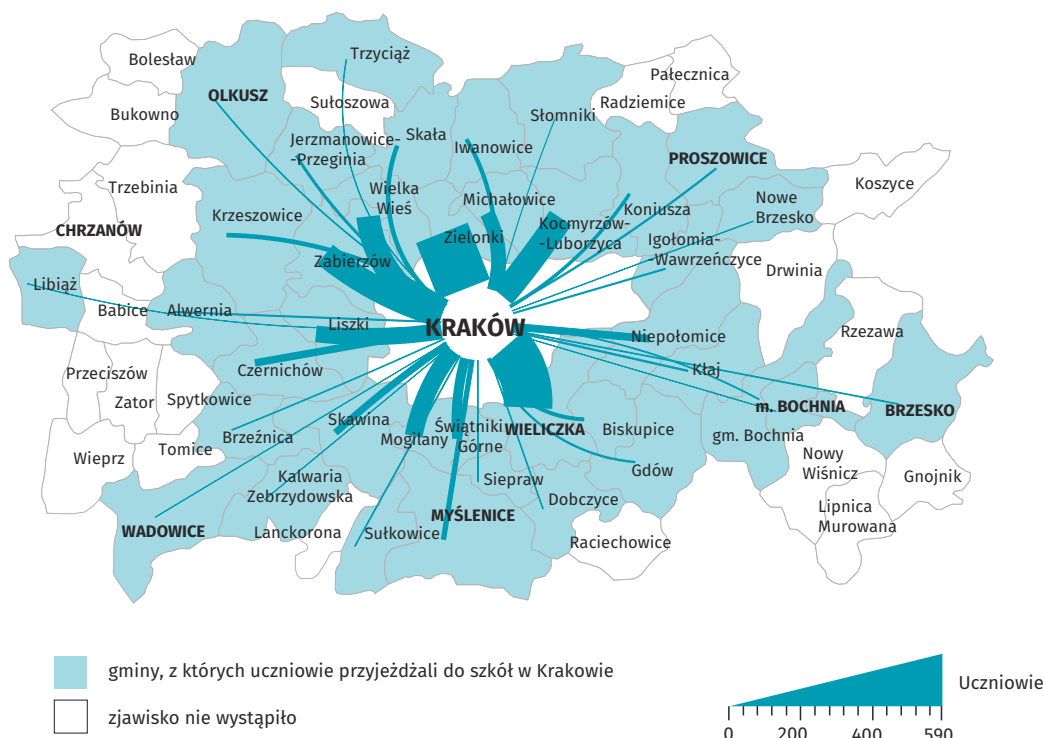 Trzyciąż
Bolesław
OLKUSZ
Sułoszowa
Pałecznica
Radziemice
Bukowno
Słomniki
Jerzmanowice-
-Przeginia
Skała
Iwanowice
PROSZOWICE
Trzebinia
Wielka
Wieś
Michałowice
Koszyce
Nowe
Brzesko
Krzeszowice
Koniusza
Kocmyrzów-
-Luborzyca
CHRZANÓW
Zielonki
Igołomia-
-Wawrzeńczyce
Zabierzów
Drwinia
Libiąż
Babice
Alwernia
Liszki
KRAKÓW
Niepołomice
Rzezawa
Przeciszów
Czernichów
Kłaj
Zator
Spytkowice
m. BOCHNIA
BRZESKO
Skawina
Mogilany
Świątniki
Górne
WIELICZKA
Biskupice
gm. Bochnia
Brzeźnica
Tomice
Wieprz
Nowy
Wiśnicz
Gdów
Gnojnik
Kalwaria
Zebrzydowska
Siepraw
Dobczyce
Lipnica
Murowana
MYŚLENICE
WADOWICE
Lanckorona
Sułkowice
Raciechowice
gminy, z których uczniowie przyjeżdżali do szkół w Krakowie
zjawisko nie wystąpiło
Uczniowie
0 200 400 590